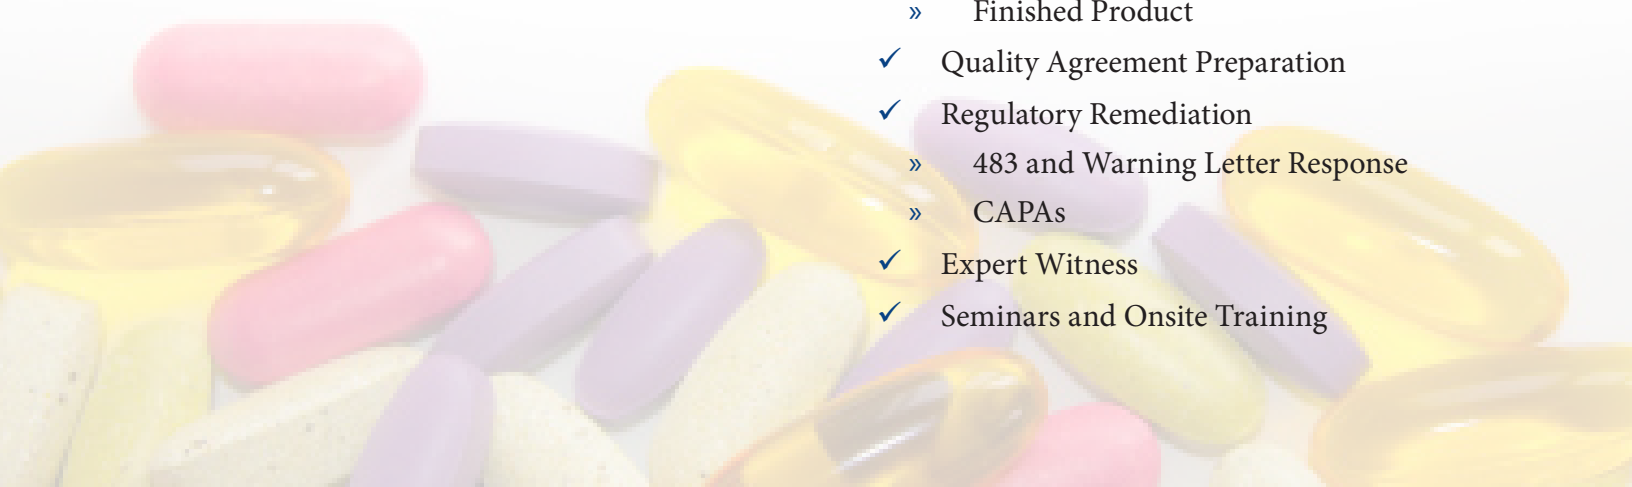 » Finished Product
✓ Quality Agreement Preparation
✓ Regulatory Remediation
» 483 and Warning Letter Response
» CAPAs
✓ Expert Witness
✓ Seminars and Onsite Training